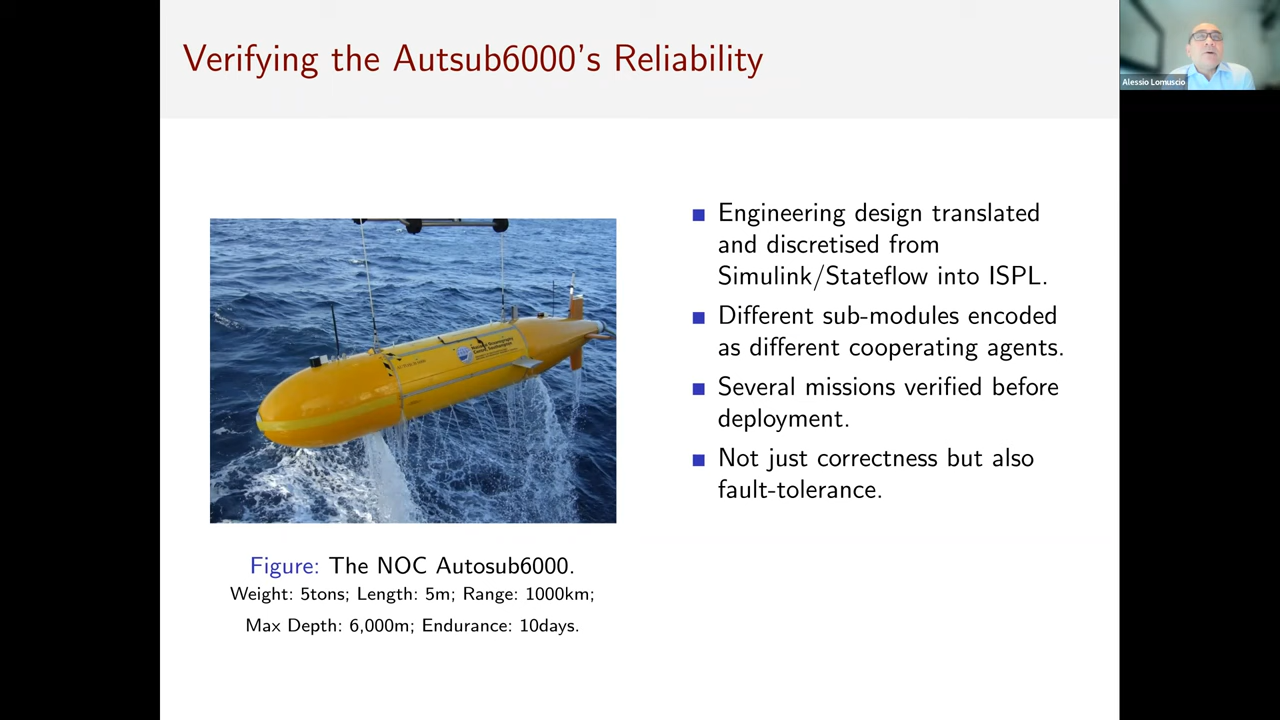 Verifying the Autsub6000's Reliability
Alessio Lomuscio
■ Engineering design translated
and discretised from
Simulink/Stateflow into ISPL.
■ Different sub-modules encoded
as different cooperating agents.
■ Several missions verified before
deployment.
■ Not just correctness but also
fault-tolerance.
Figure: The NOC Autosub6000.
Weight: 5tons; Length: 5m; Range: 1000km;
Max Depth: 6,000m; Endurance: 10days.